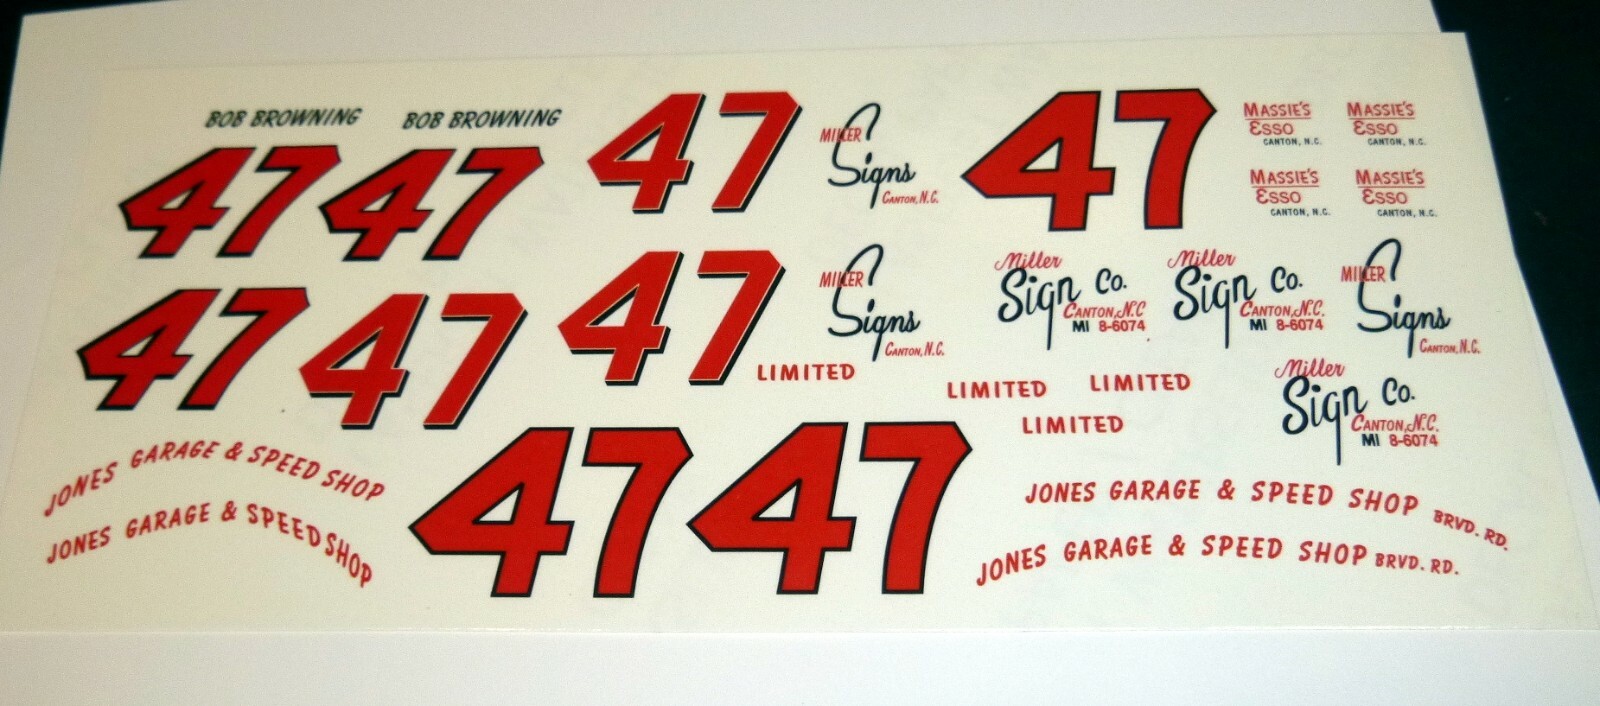 BOB BROWNING
BOB BROWNING
47
47
47
MILLER
Signs
CANTON, N.C.
47
MASSIE'S
ESSO
CANTON, N.C.
MASSIE'S
ESSO
CANTON, N.C.
MASSIE'S
ESSO
CANTON, N.C.
MASSIE'S
ESSO
CANTON, N.C.
47
47
47
MILLER
Signs
CANTON, N.C.
Miller
Sign Co.
CANTON, N.C.
MI 8-6074
Miller
Sign Co.
CANTON, N.C.
MI 8-6074
MILLER
Signs
CANTON, N.C.
LIMITED
LIMITED
LIMITED
LIMITED
Miller
Sign Co.
CANTON, N.C.
MI 8-6074
JONES GARAGE & SPEED SHOP
JONES GARAGE & SPEED SHOP
47
47
JONES GARAGE & SPEED SHOP BRVD. RD.
JONES GARAGE & SPEED SHOP BRVD. RD.